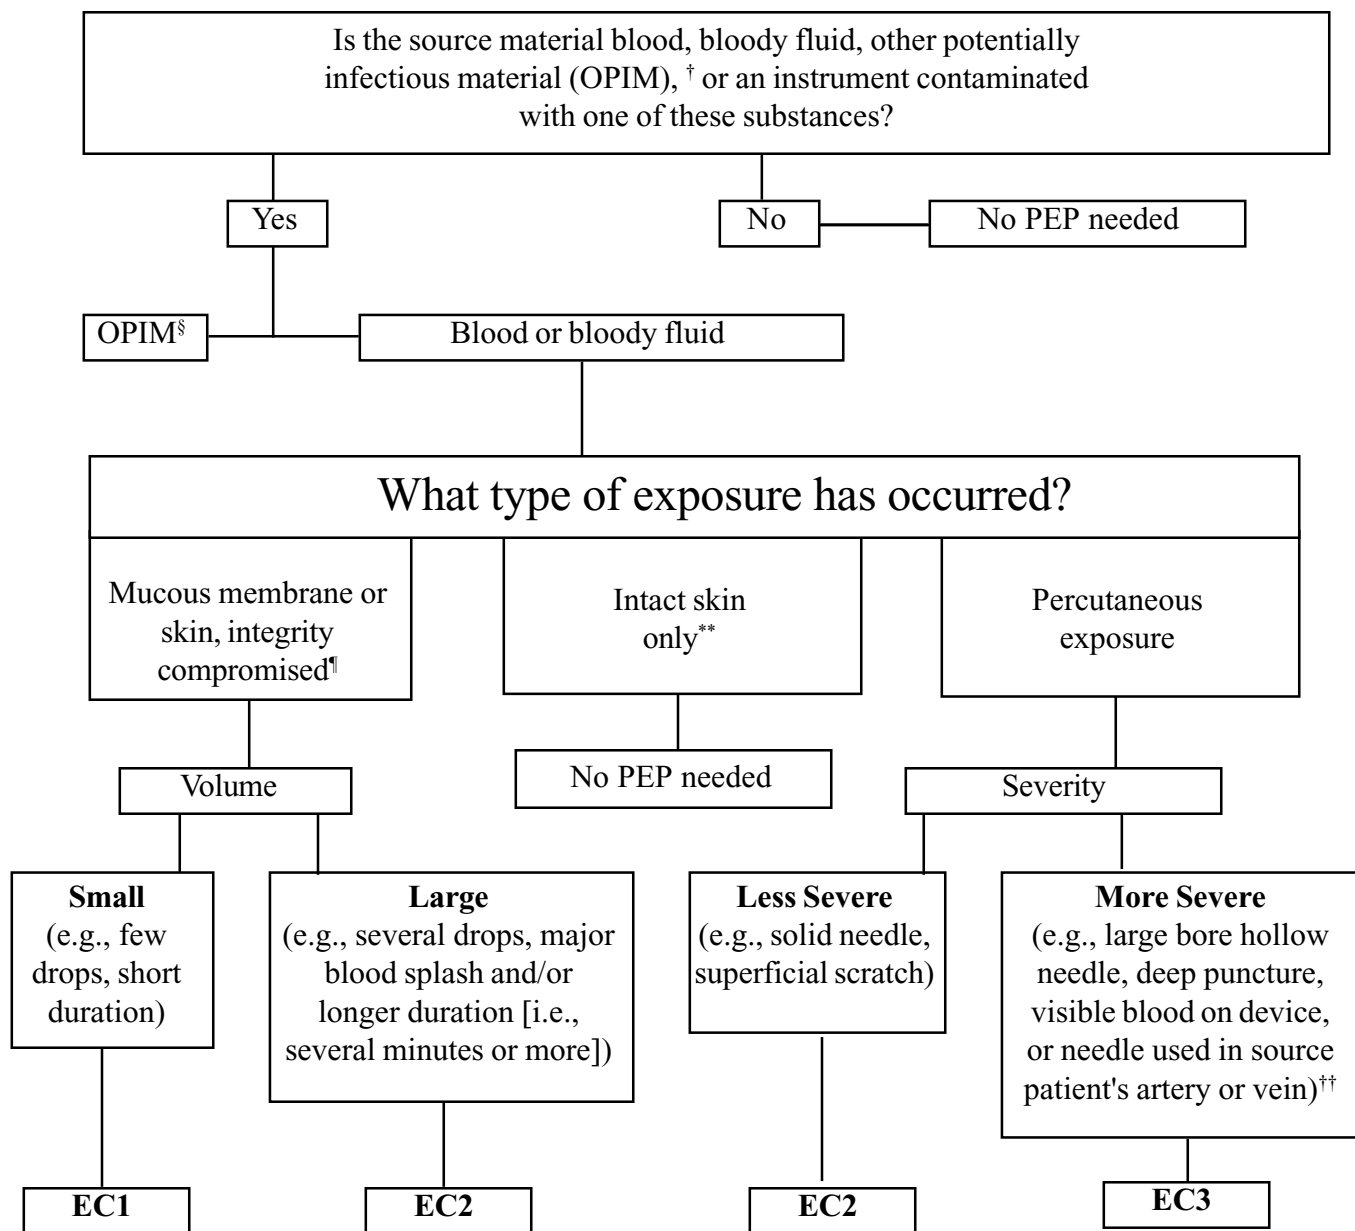 Is the source material blood, bloody fluid, other potentially
infectious material (OPIM), † or an instrument contaminated
with one of these substances?
Yes
No
No PEP needed
OPIM§
Blood or bloody fluid
What type of exposure has occurred?
Mucous membrane or
skin, integrity
compromised¶
Intact skin
only**
Percutaneous
exposure
Volume
No PEP needed
Severity
Small
(e.g., few
drops, short
duration)
Large
(e.g., several drops, major
blood splash and/or
longer duration [i.e.,
several minutes or more])
Less Severe
(e.g., solid needle,
superficial scratch)
More Severe
(e.g., large bore hollow
needle, deep puncture,
visible blood on device,
or needle used in source
patient's artery or vein)††
EC1
EC2
EC2
EC3